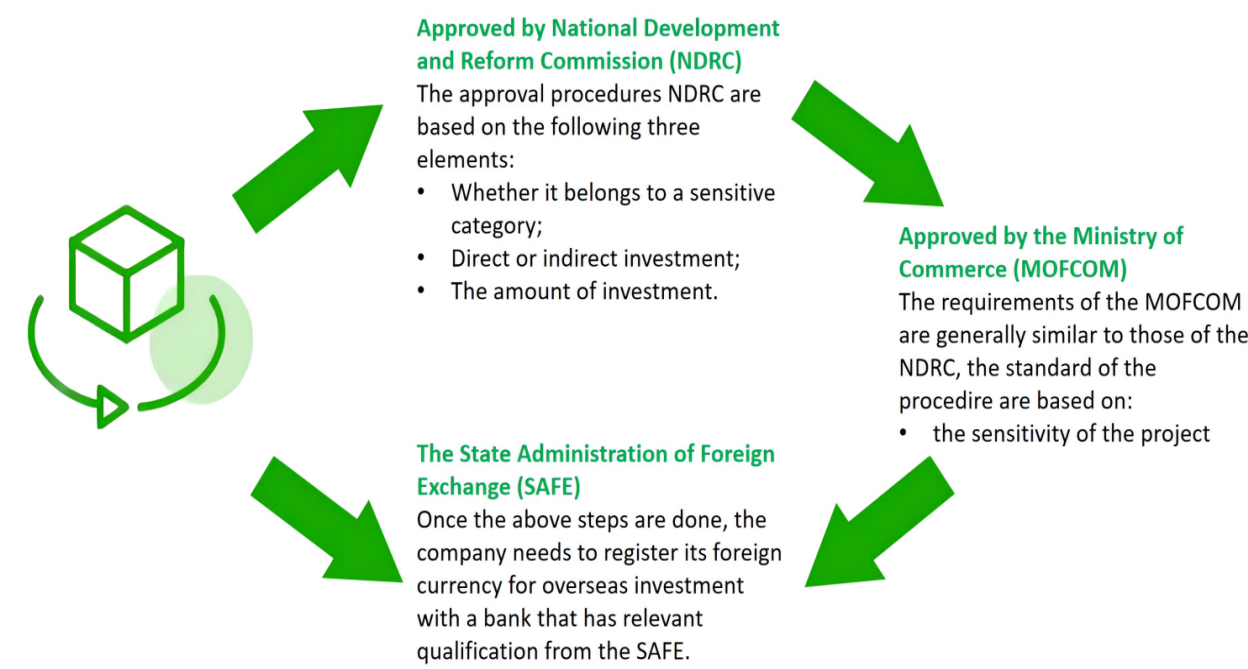 Approved by National Development
and Reform Commission (NDRC)
The approval procedures NDRC are
based on the following three
elements:
• Whether it belongs to a sensitive
category;
• Direct or indirect investment;
• The amount of investment.
Approved by the Ministry of
Commerce (MOFCOM)
The requirements of the MOFCOM
are generally similar to those of the
NDRC, the standard of the
procedire are based on:
• the sensitivity of the project
The State Administration of Foreign
Exchange (SAFE)
Once the above steps are done, the
company needs to register its foreign
currency for overseas investment
with a bank that has relevant
qualification from the SAFE.